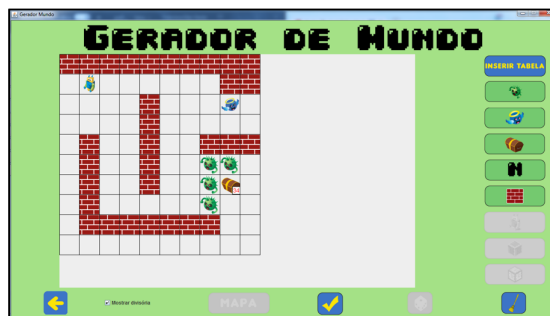 Gerador Mundo
GERADOR DE MUNDO
INSERIR TABELA
N
Mostrar divisória
MAPA